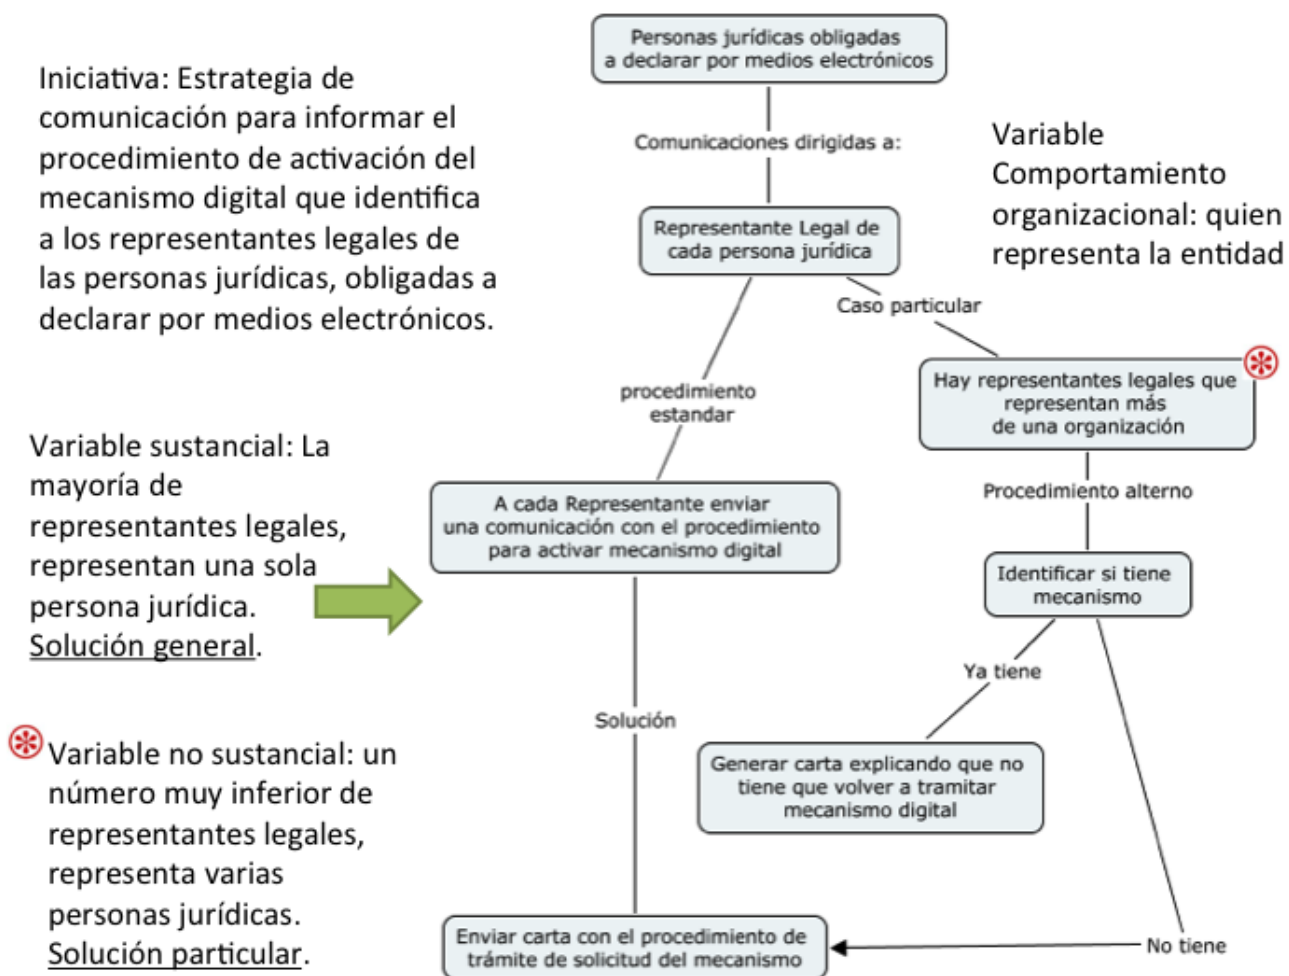 Personas jurídicas obligadas
a declarar por medios electrónicos
Iniciativa: Estrategia de
comunicación para informar el
procedimiento de activación del
mecanismo digital que identifica
a los representantes legales de
las personas jurídicas, obligadas a
declarar por medios electrónicos.
Comunicaciones dirigidas a:
Variable
Comportamiento
organizacional: quien
representa la entidad
Representante Legal de
cada persona jurídica
Caso particular
procedimiento
estandar
Hay representantes legales que
representan más
de una organización
Variable sustancial: La
mayoría de
representantes legales,
representan una sola
persona jurídica.
Solución general.
A cada Representante enviar
una comunicación con el procedimiento
para activar mecanismo digital
Procedimiento alterno
Identificar si tiene
mecanismo
Ya tiene
Solución
Generar carta explicando que no
tiene que volver a tramitar
mecanismo digital
Variable no sustancial: un
número muy inferior de
representantes legales,
representa varias
personas jurídicas.
Solución particular.
Enviar carta con el procedimiento de
trámite de solicitud del mecanismo
No tiene